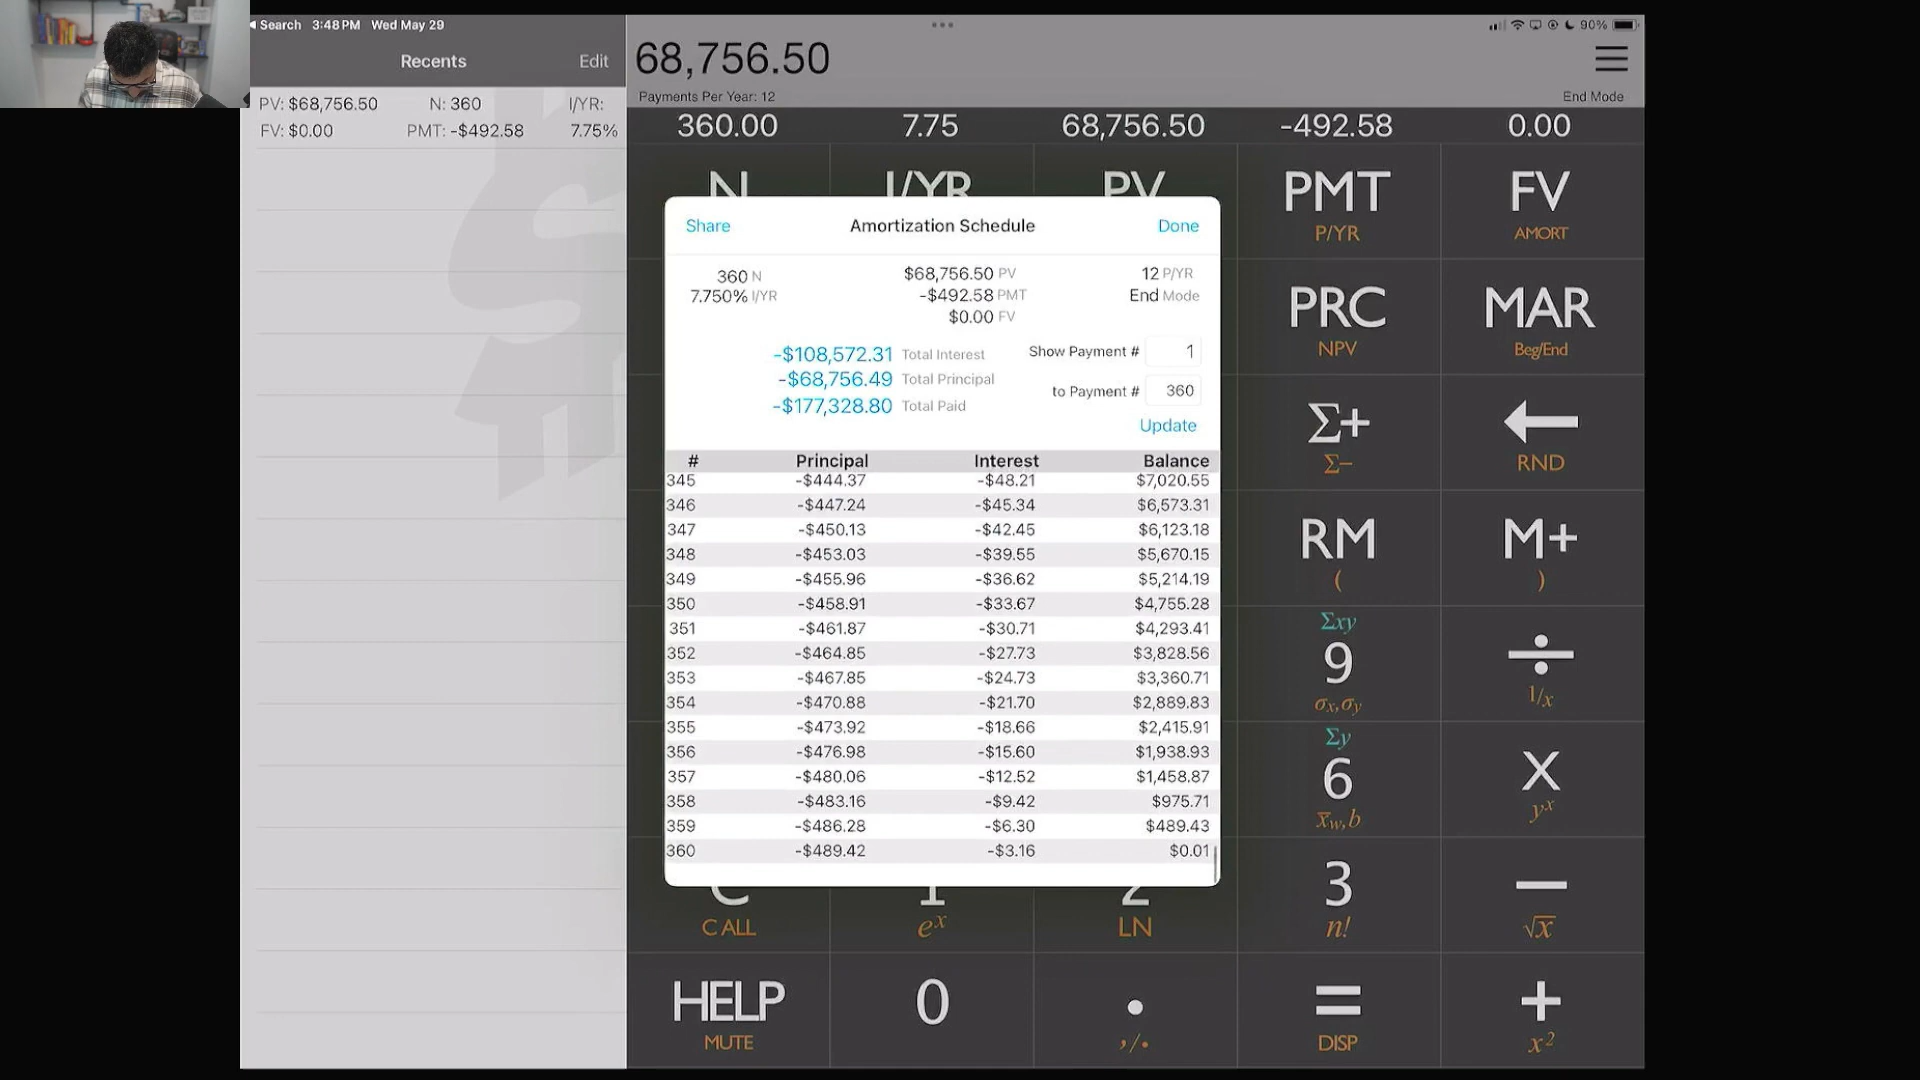 Search 3:48 PM Wed May 29
90%
Recents
Edit
PV: $68,756.50 N: 360 I/YR:
FV: $0.00 PMT: -$492.58 7.75%
68,756.50
Payments Per Year: 12
End Mode
360.00 7.75 68,756.50 -492.58 0.00
N I/YR PV PMT FV
P/YR AMORT
Share Amortization Schedule Done
360 N $68,756.50 PV 12 P/YR
7.750% I/YR -$492.58 PMT End Mode
$0.00 FV
-$108,572.31 Total Interest Show Payment # 1
-$68,756.49 Total Principal
to Payment # 360
-$177,328.80 Total Paid
Update
# Principal Interest Balance
345 -$444.37 -$48.21 $7,020.55
346 -$447.24 -$45.34 $6,573.31
347 -$450.13 -$42.45 $6,123.18
348 -$453.03 -$39.55 $5,670.15
349 -$455.96 -$36.62 $5,214.19
350 -$458.91 -$33.67 $4,755.28
351 -$461.87 -$30.71 $4,293.41
352 -$464.85 -$27.73 $3,828.56
353 -$467.85 -$24.73 $3,360.71
354 -$470.88 -$21.70 $2,889.83
355 -$473.92 -$18.66 $2,415.91
356 -$476.98 -$15.60 $1,938.93
357 -$480.06 -$12.52 $1,458.87
358 -$483.16 -$9.42 $975.71
359 -$486.28 -$6.30 $489.43
360 -$489.42 -$3.16 $0.01
PRC MAR
NPV Beg/End
Σ+ ←
Σ− RND
RM M+
( )
Σxy
9 ÷
σx,σy 1/x
Σy
6 X
x̄w,b y^x
C 1 2 3 −
C ALL e^x LN n! √x
HELP 0 . = +
MUTE ,/. DISP x²